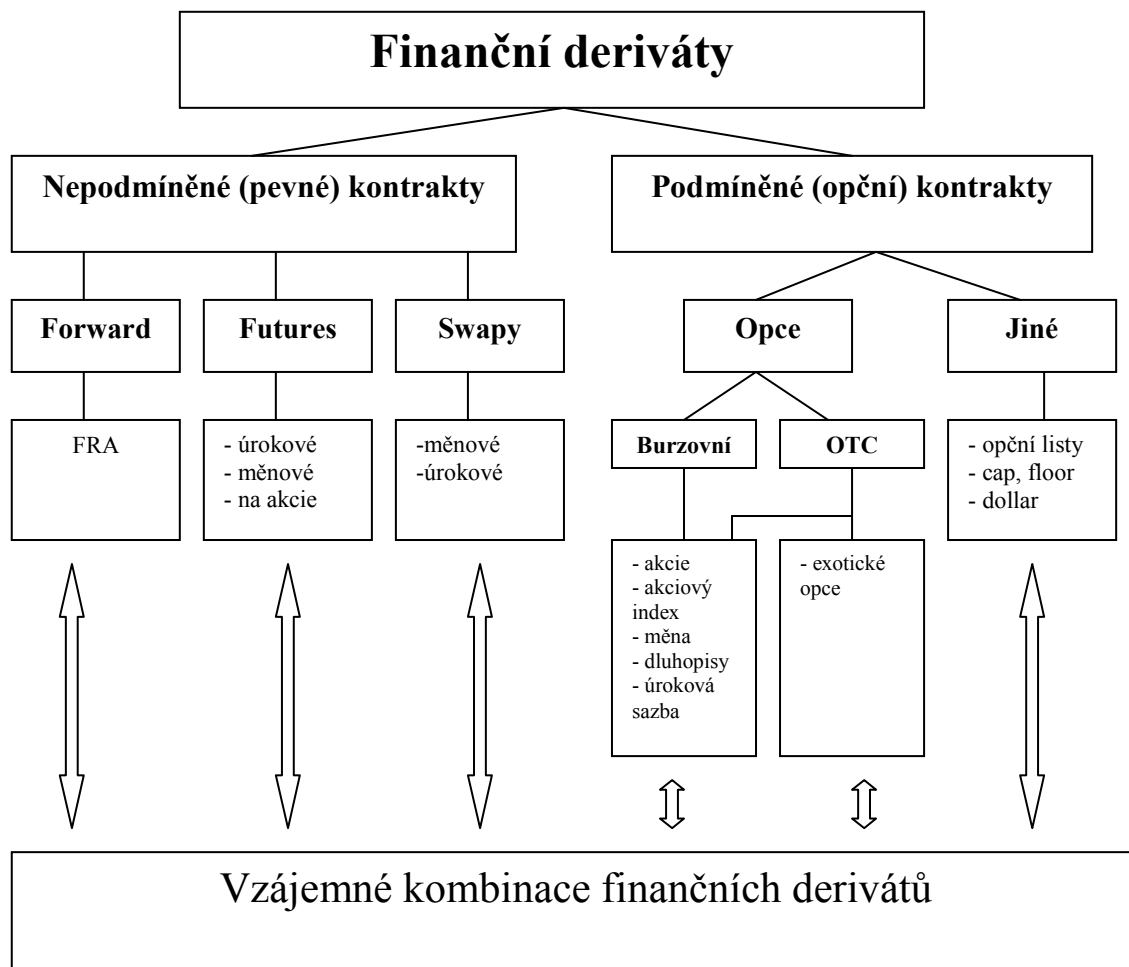 Finanční deriváty
Nepodmíněné (pevné) kontrakty
Podmíněné (opční) kontrakty
Forward
Futures
Swapy
Opce
Jiné
FRA
- úrokové
- měnové
- na akcie
-měnové
-úrokové
Burzovní
OTC
- opční listy
- cap, floor
- dollar
- akcie
- akciový
index
- měna
- dluhopisy
- úroková
sazba
- exotické
opce
Vzájemné kombinace finančních derivátů